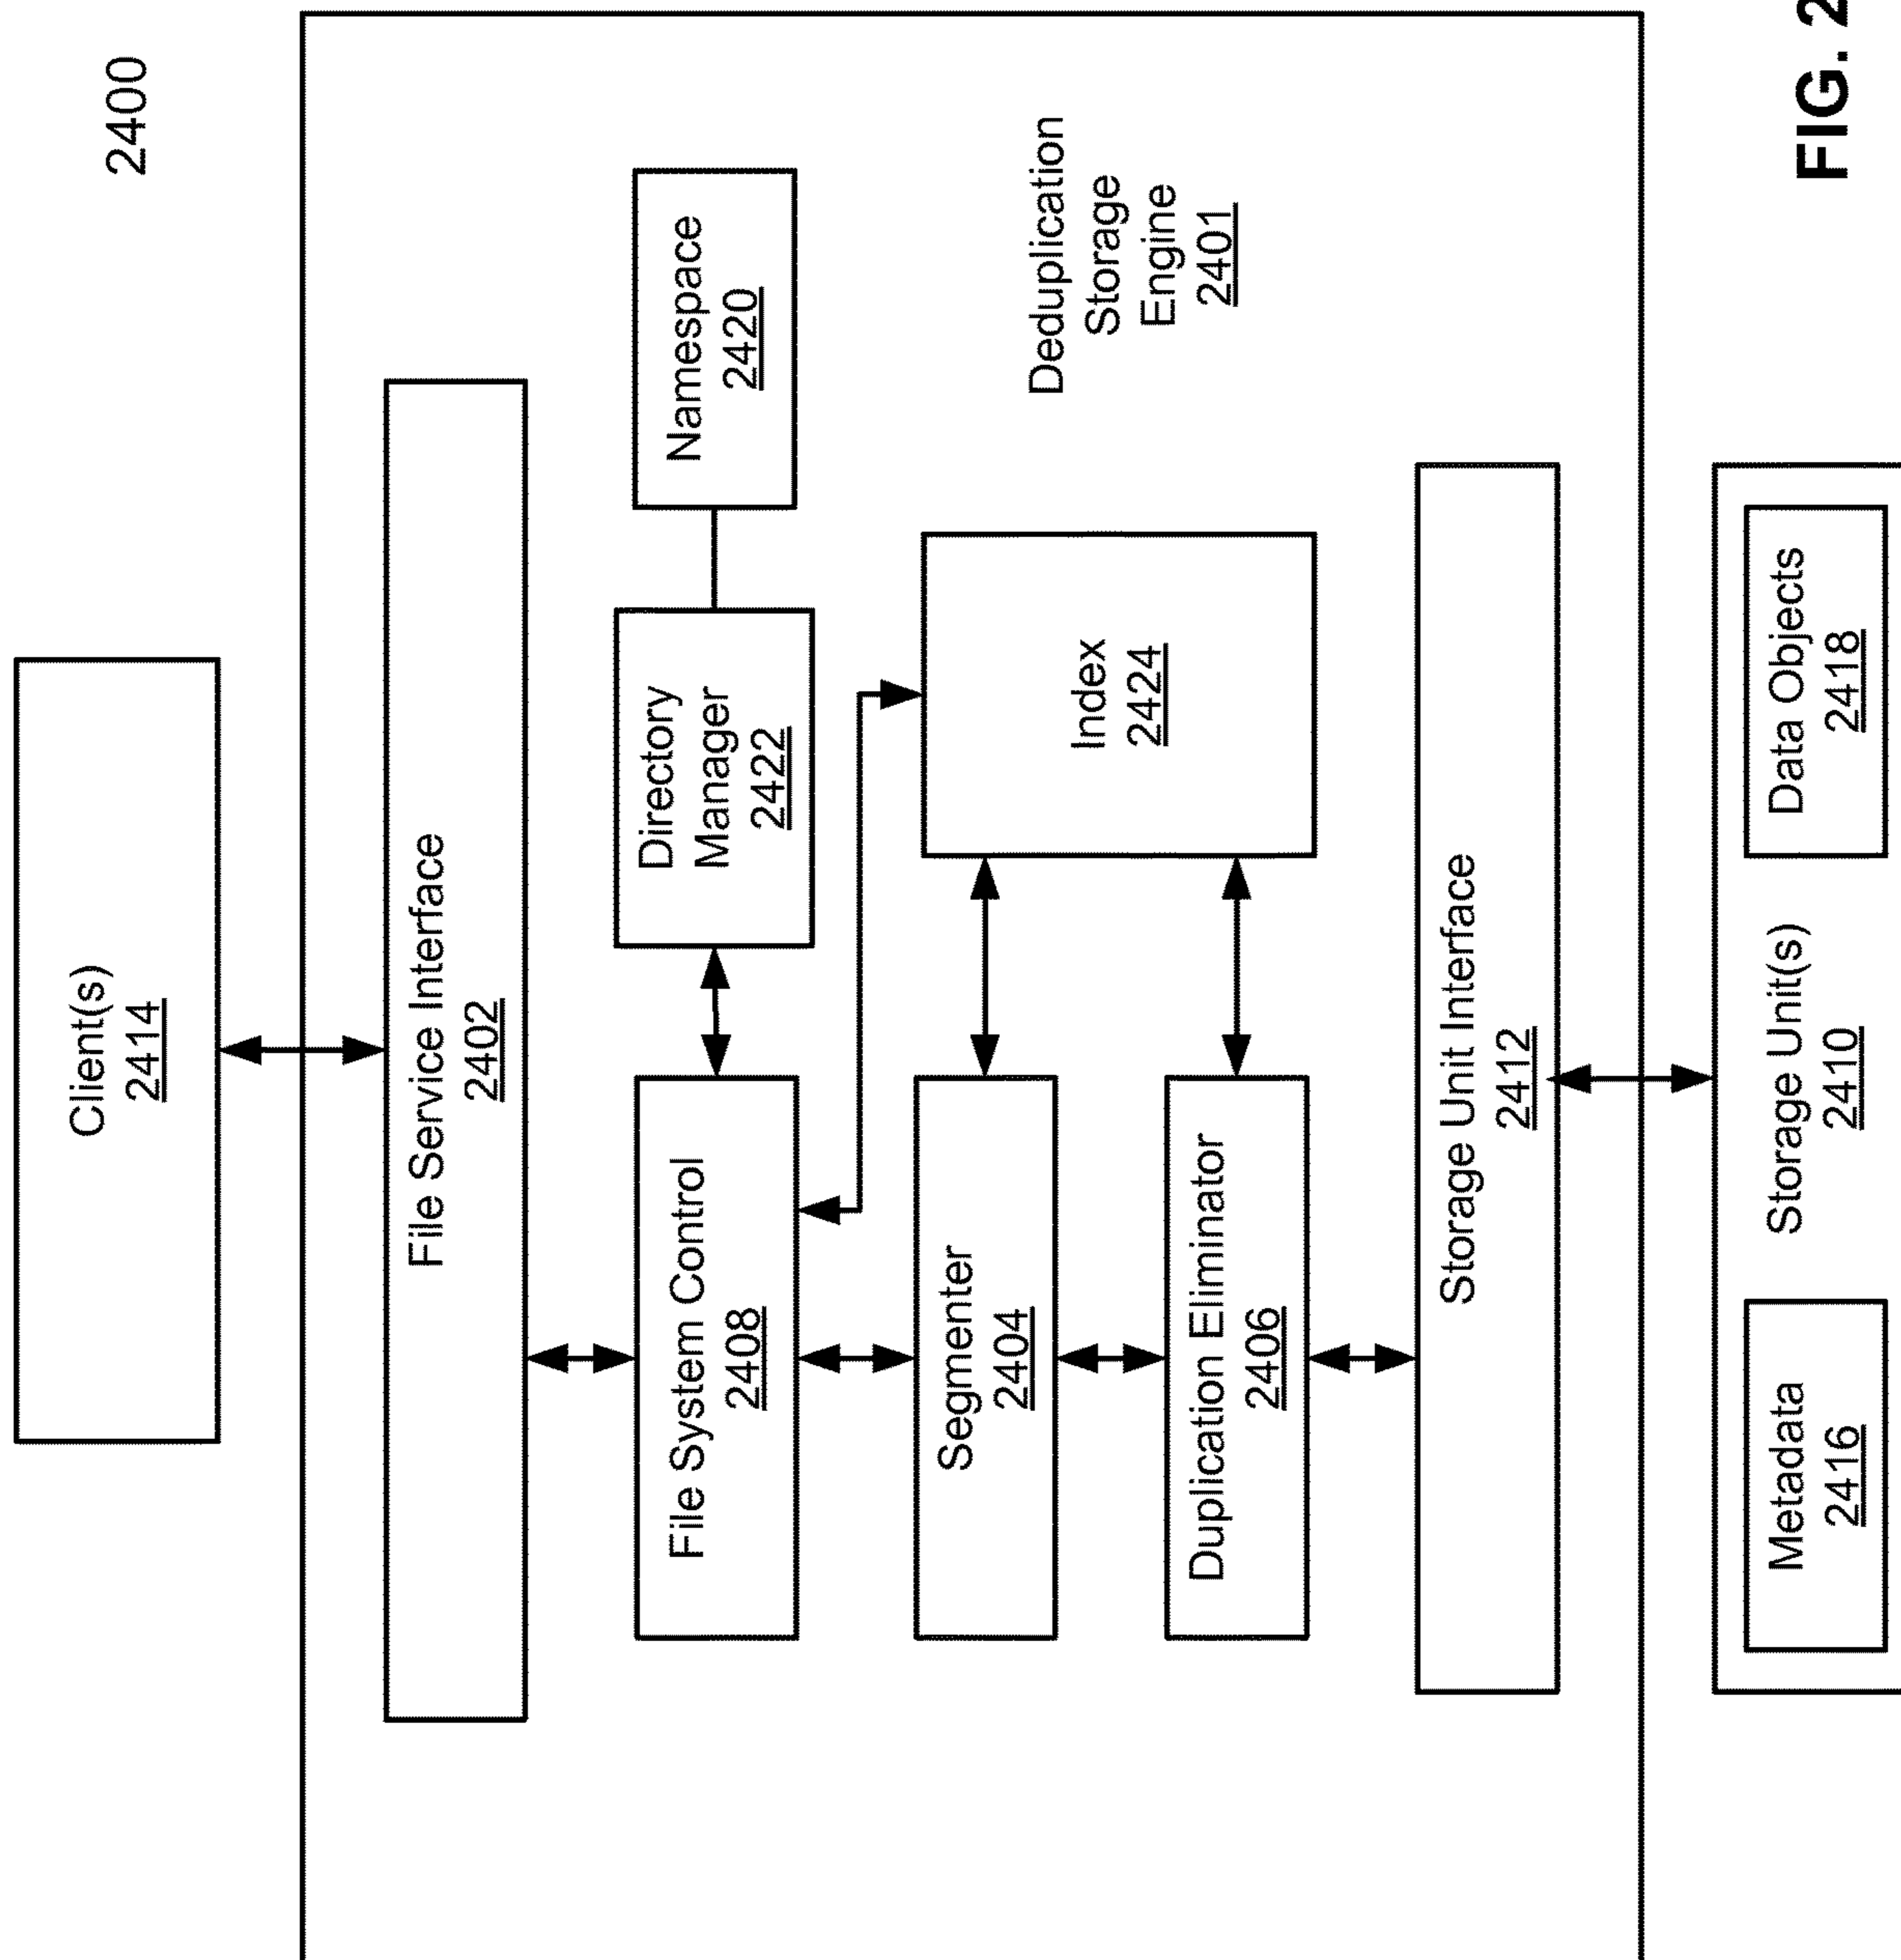 2400
Client(s)
2414
File Service Interface
2402
File System Control
2408
Directory
Manager
2422
Namespace
2420
Segmenter
2404
Index
2424
Deduplication
Storage
Engine
2401
Duplication Eliminator
2406
Storage Unit Interface
2412
Metadata
2416
Storage Unit(s)
2410
Data Objects
2418
FIG. 2